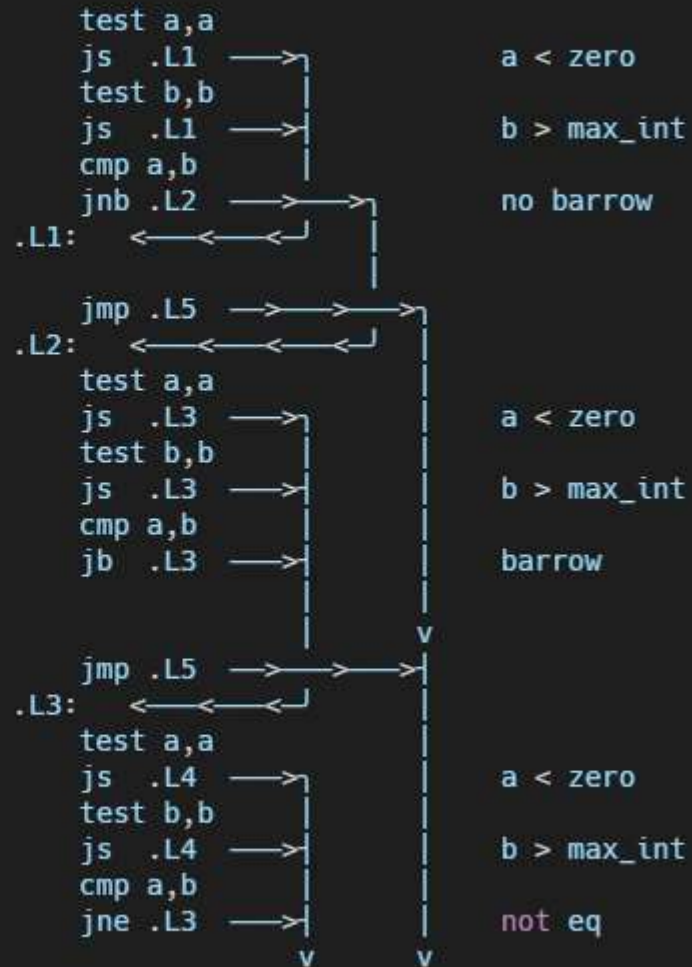 test a,a
js .L1 ──>┐ a < zero
test b,b
js .L1 ──>┤ b > max_int
cmp a,b
jnb .L2 ──>──>┐ no barrow
.L1: <──<──<─┘
jmp .L5 ──>──>──>┐
.L2: <──<──<──<─┘
test a,a
js .L3 ──>┐ a < zero
test b,b
js .L3 ──>┤ b > max_int
cmp a,b
jb .L3 ──>┤ barrow
v
jmp .L5 ──>──>──>┤
.L3: <──<──<─┘
test a,a
js .L4 ──>┐ a < zero
test b,b
js .L4 ──>┤ b > max_int
cmp a,b
jne .L3 ──>┤ not eq
v v